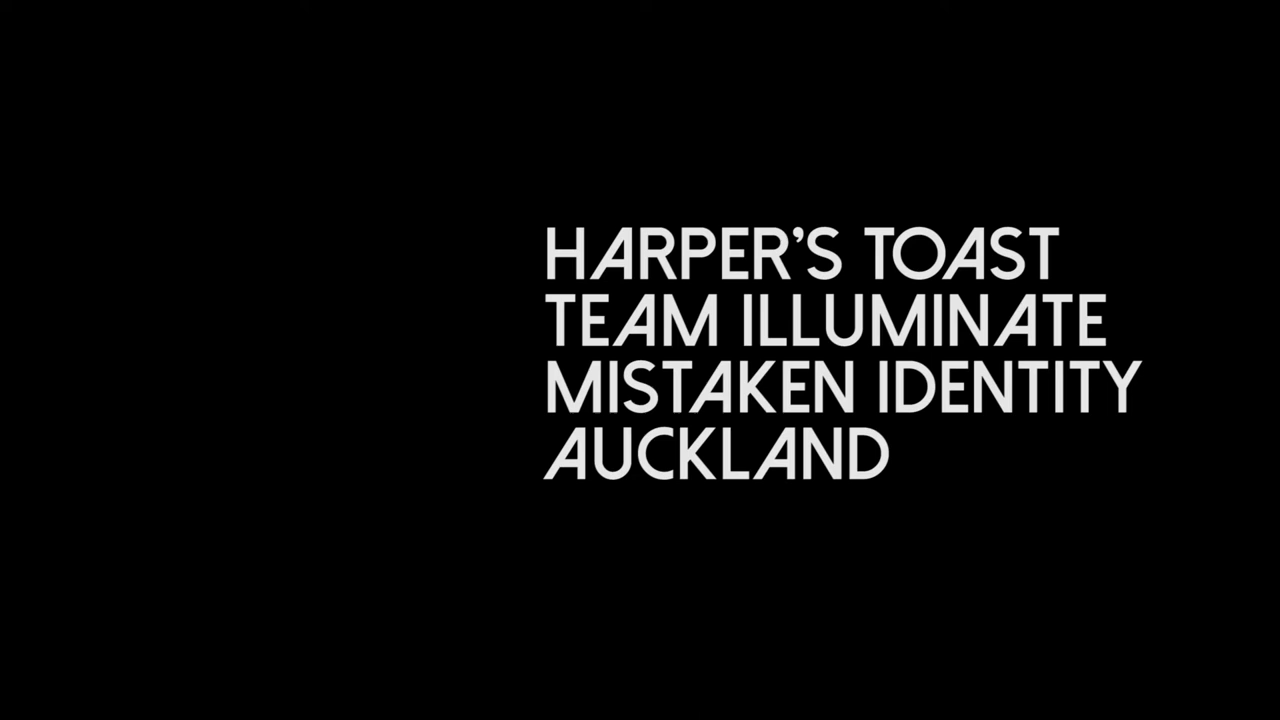 HARPER’S TOAST
TEAM ILLUMINATE
MISTAKEN IDENTITY
AUCKLAND